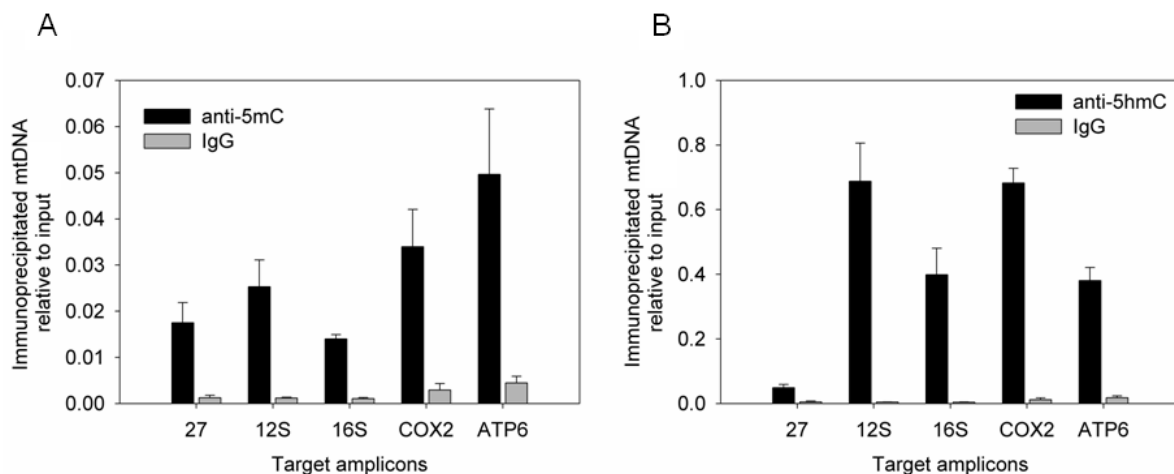 A
Immunoprecipitated mtDNA
relative to input
0.07
0.06
0.05
0.04
0.03
0.02
0.01
0.00
anti-5mC
IgG
27 12S 16S COX2 ATP6
Target amplicons
B
Immunoprecipitated mtDNA
relative to input
1.0
0.8
0.6
0.4
0.2
0.0
anti-5hmC
IgG
27 12S 16S COX2 ATP6
Target amplicons